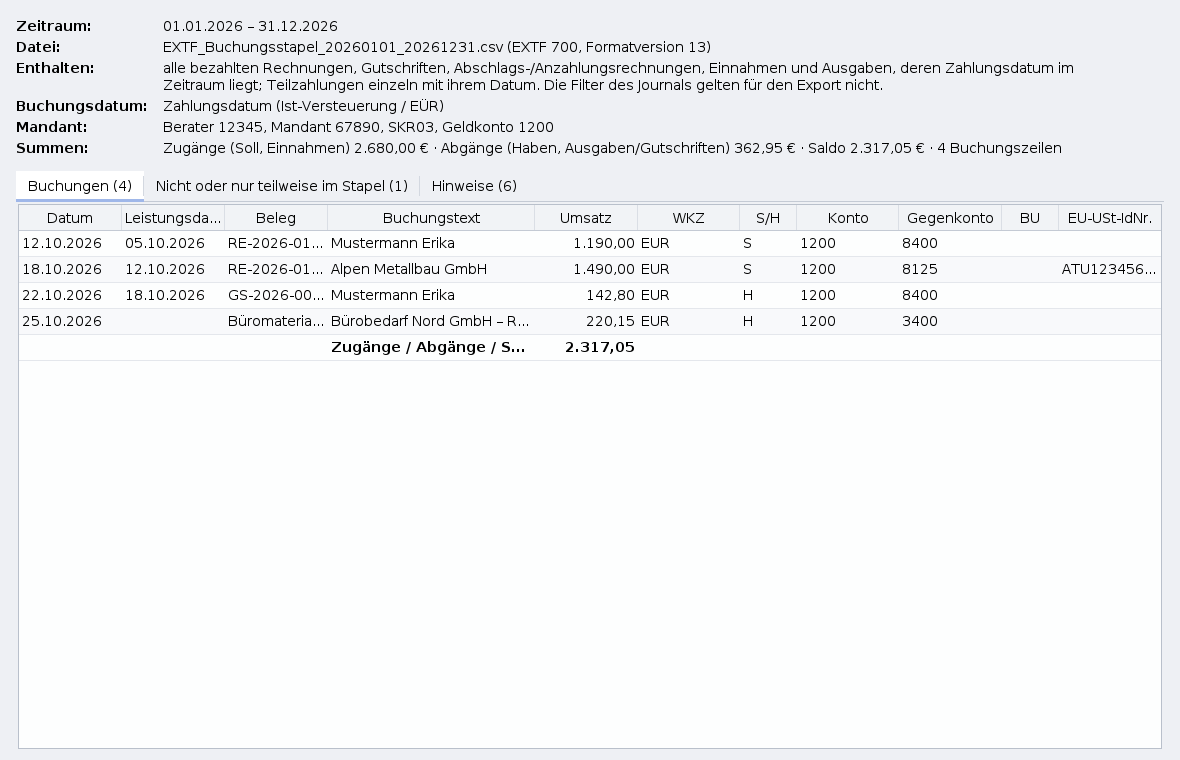 Zeitraum: 01.01.2026 – 31.12.2026
Datei: EXTF_Buchungsstapel_20260101_20261231.csv (EXTF 700, Formatversion 13)
Enthalten: alle bezahlten Rechnungen, Gutschriften, Abschlags-/Anzahlungsrechnungen, Einnahmen und Ausgaben, deren Zahlungsdatum im
Zeitraum liegt; Teilzahlungen einzeln mit ihrem Datum. Die Filter des Journals gelten für den Export nicht.
Buchungsdatum: Zahlungsdatum (Ist-Versteuerung / EÜR)
Mandant: Berater 12345, Mandant 67890, SKR03, Geldkonto 1200
Summen: Zugänge (Soll, Einnahmen) 2.680,00 € · Abgänge (Haben, Ausgaben/Gutschriften) 362,95 € · Saldo 2.317,05 € · 4 Buchungszeilen
Buchungen (4) Nicht oder nur teilweise im Stapel (1) Hinweise (6)
Datum Leistungsda... Beleg Buchungstext Umsatz WKZ S/H Konto Gegenkonto BU EU-USt-IdNr.
12.10.2026 05.10.2026 RE-2026-01... Mustermann Erika 1.190,00 EUR S 1200 8400
18.10.2026 12.10.2026 RE-2026-01... Alpen Metallbau GmbH 1.490,00 EUR S 1200 8125 ATU123456...
22.10.2026 18.10.2026 GS-2026-00... Mustermann Erika 142,80 EUR H 1200 8400
25.10.2026 Büromateria... Bürobedarf Nord GmbH – R... 220,15 EUR H 1200 3400
Zugänge / Abgänge / S... 2.317,05